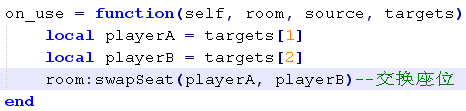 on_use = function(self, room, source, targets)
    local playerA = targets[1]
    local playerB = targets[2]
    room:swapSeat(playerA, playerB)--交换座位
end